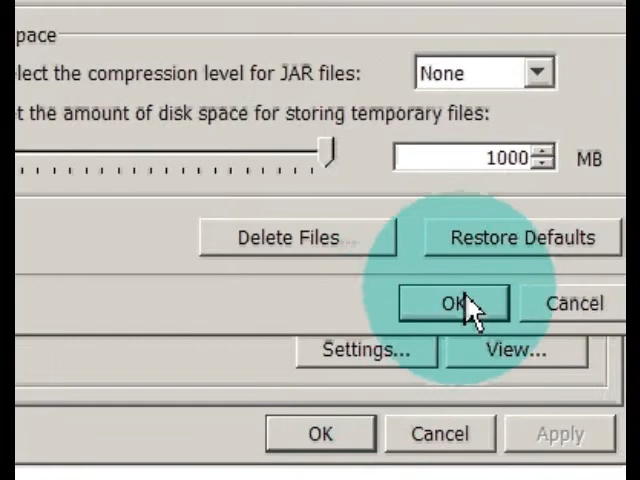 pace
lect the compression level for JAR files: None
t the amount of disk space for storing temporary files:
1000 MB
Delete Files... Restore Defaults
OK Cancel
Settings... View...
OK Cancel Apply